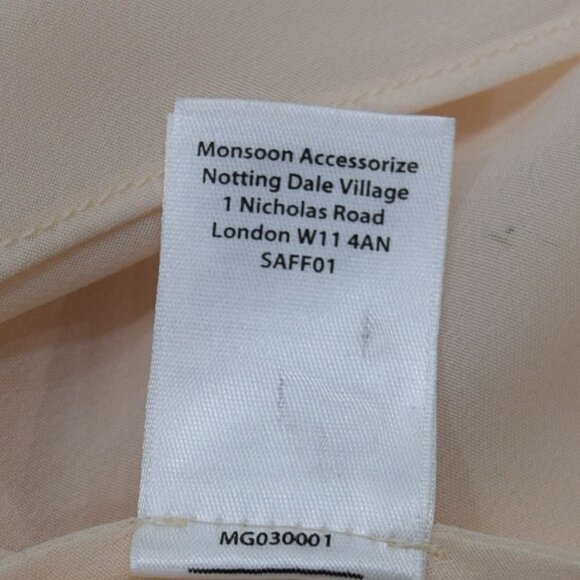 Monsoon Accessorize
Notting Dale Village
1 Nicholas Road
London W11 4AN
SAFF01
MG030001